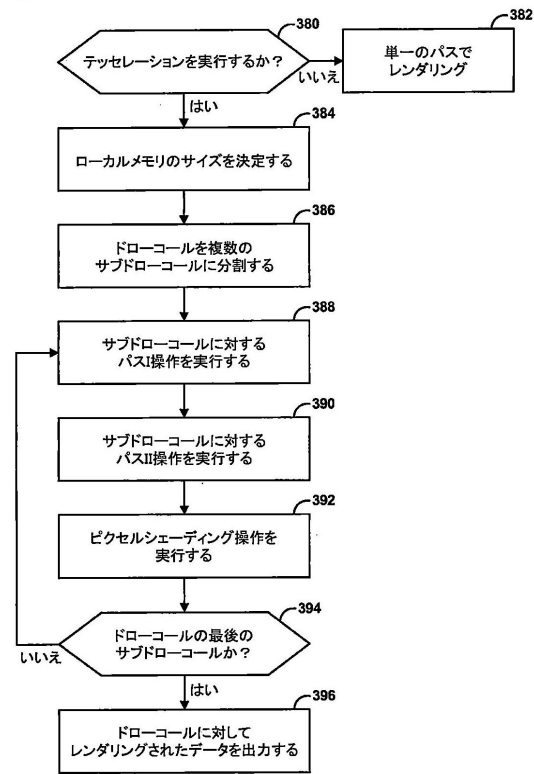 380
テッセレーションを実行するか?
いいえ
382
単一のパスで
レンダリング
はい
384
ローカルメモリのサイズを決定する
386
ドローコールを複数の
サブドローコールに分割する
388
サブドローコールに対する
パスI操作を実行する
390
サブドローコールに対する
パスII操作を実行する
392
ピクセルシェーディング操作を
実行する
394
ドローコールの最後の
サブドローコールか?
いいえ
はい
396
ドローコールに対して
レンダリングされたデータを出力する